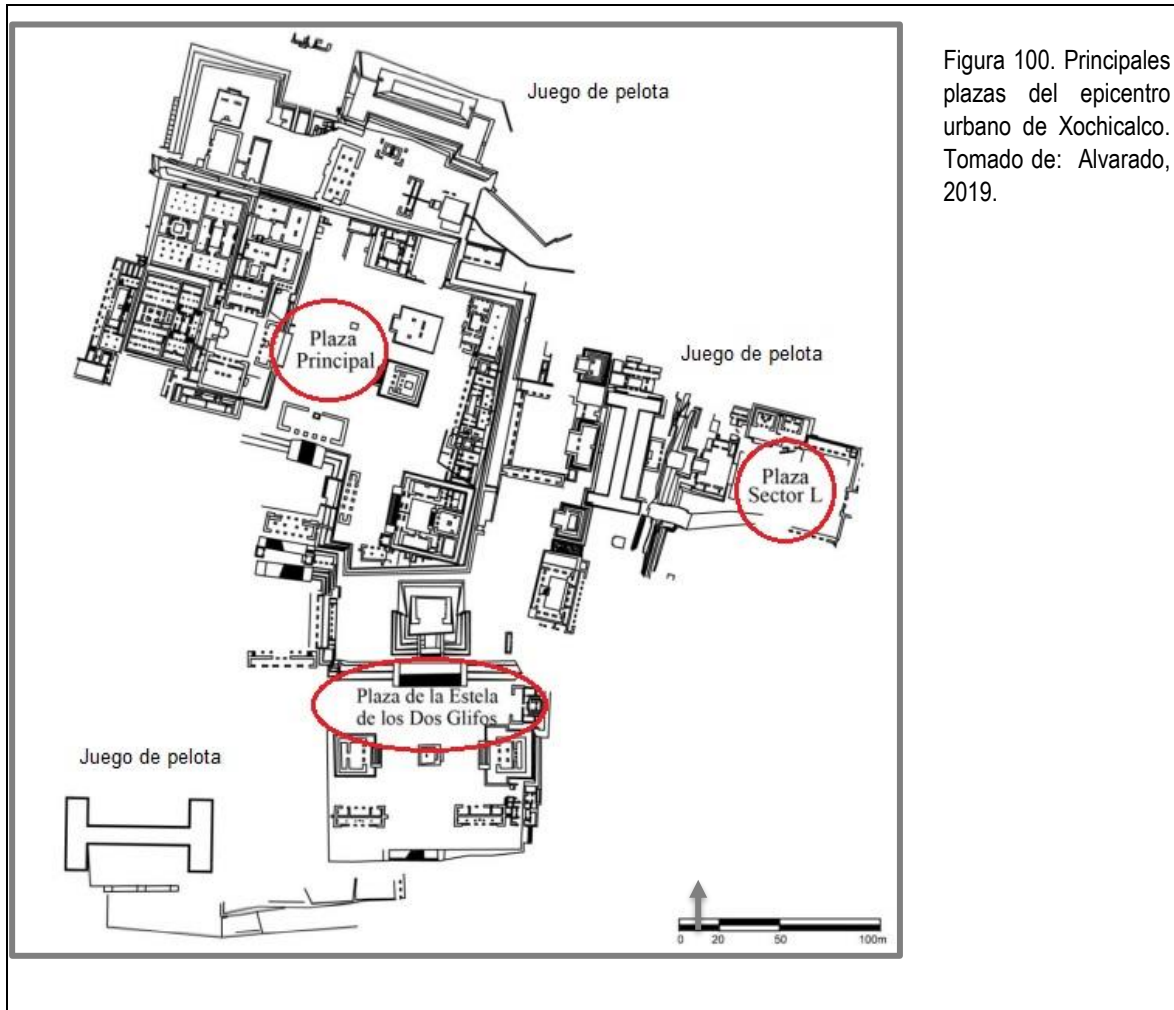 Juego de pelota
Figura 100. Principales
plazas del epicentro
urbano de Xochicalco.
Tomado de: Alvarado,
2019.
Plaza
Principal
Juego de pelota
Plaza
Sector L
Plaza de la Estela
de los Dos Glifos
Juego de pelota
0 20 50 100m